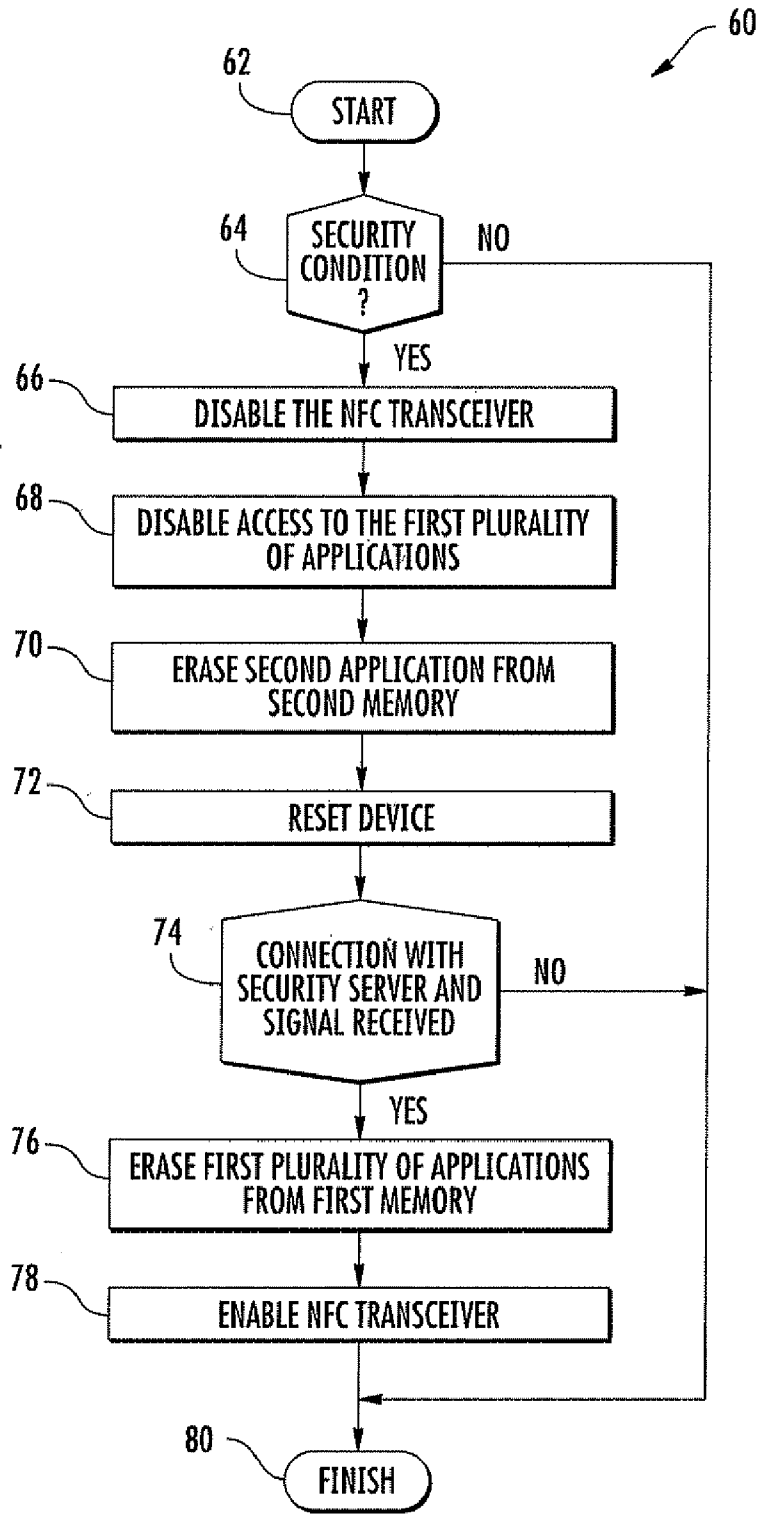 60
62
START
64
SECURITY
CONDITION
?
NO
YES
66
DISABLE THE NFC TRANSCEIVER
68
DISABLE ACCESS TO THE FIRST PLURALITY
OF APPLICATIONS
70
ERASE SECOND APPLICATION FROM
SECOND MEMORY
72
RESET DEVICE
74
CONNECTION WITH
SECURITY SERVER AND
SIGNAL RECEIVED
NO
YES
76
ERASE FIRST PLURALITY OF APPLICATIONS
FROM FIRST MEMORY
78
ENABLE NFC TRANSCEIVER
80
FINISH